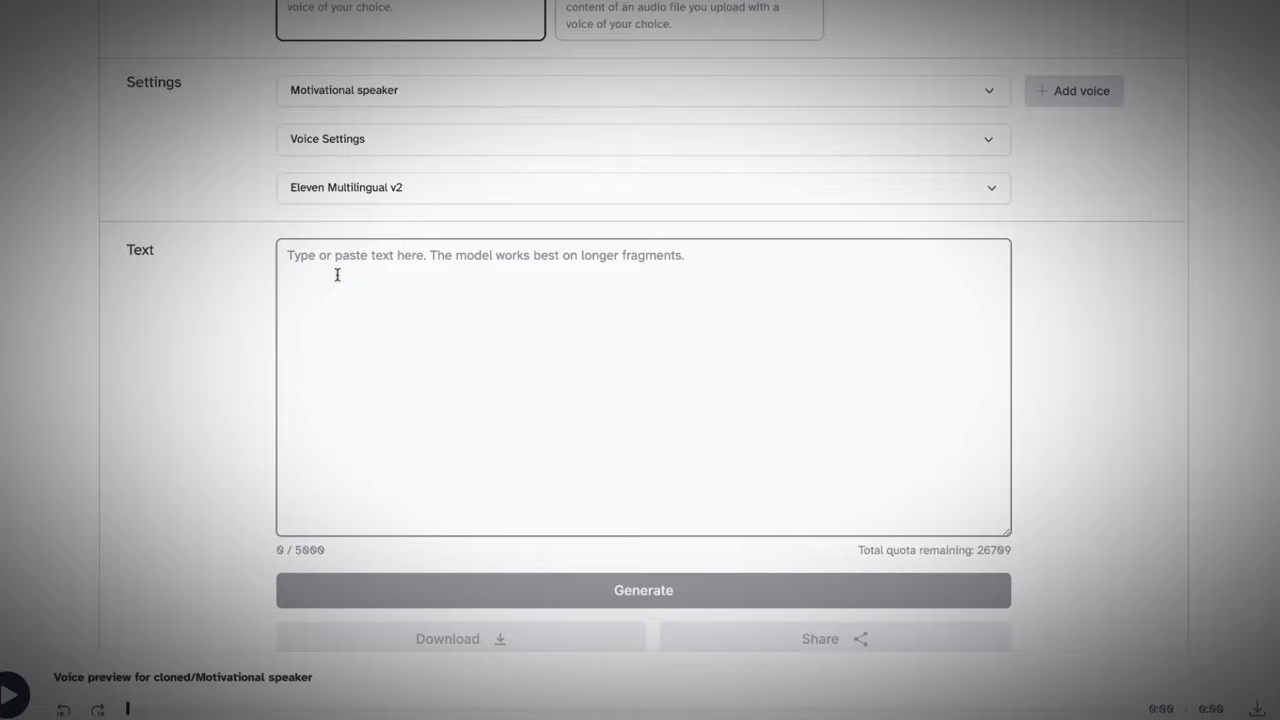 voice of your choice.
content of an audio file you upload with a
voice of your choice.
Settings
Motivational speaker
+ Add voice
Voice Settings
Eleven Multilingual v2
Text
Type or paste text here. The model works best on longer fragments.
0 / 5000
Total quota remaining: 26709
Generate
Download
Share
Voice preview for cloned/Motivational speaker
0:00 / 0:00